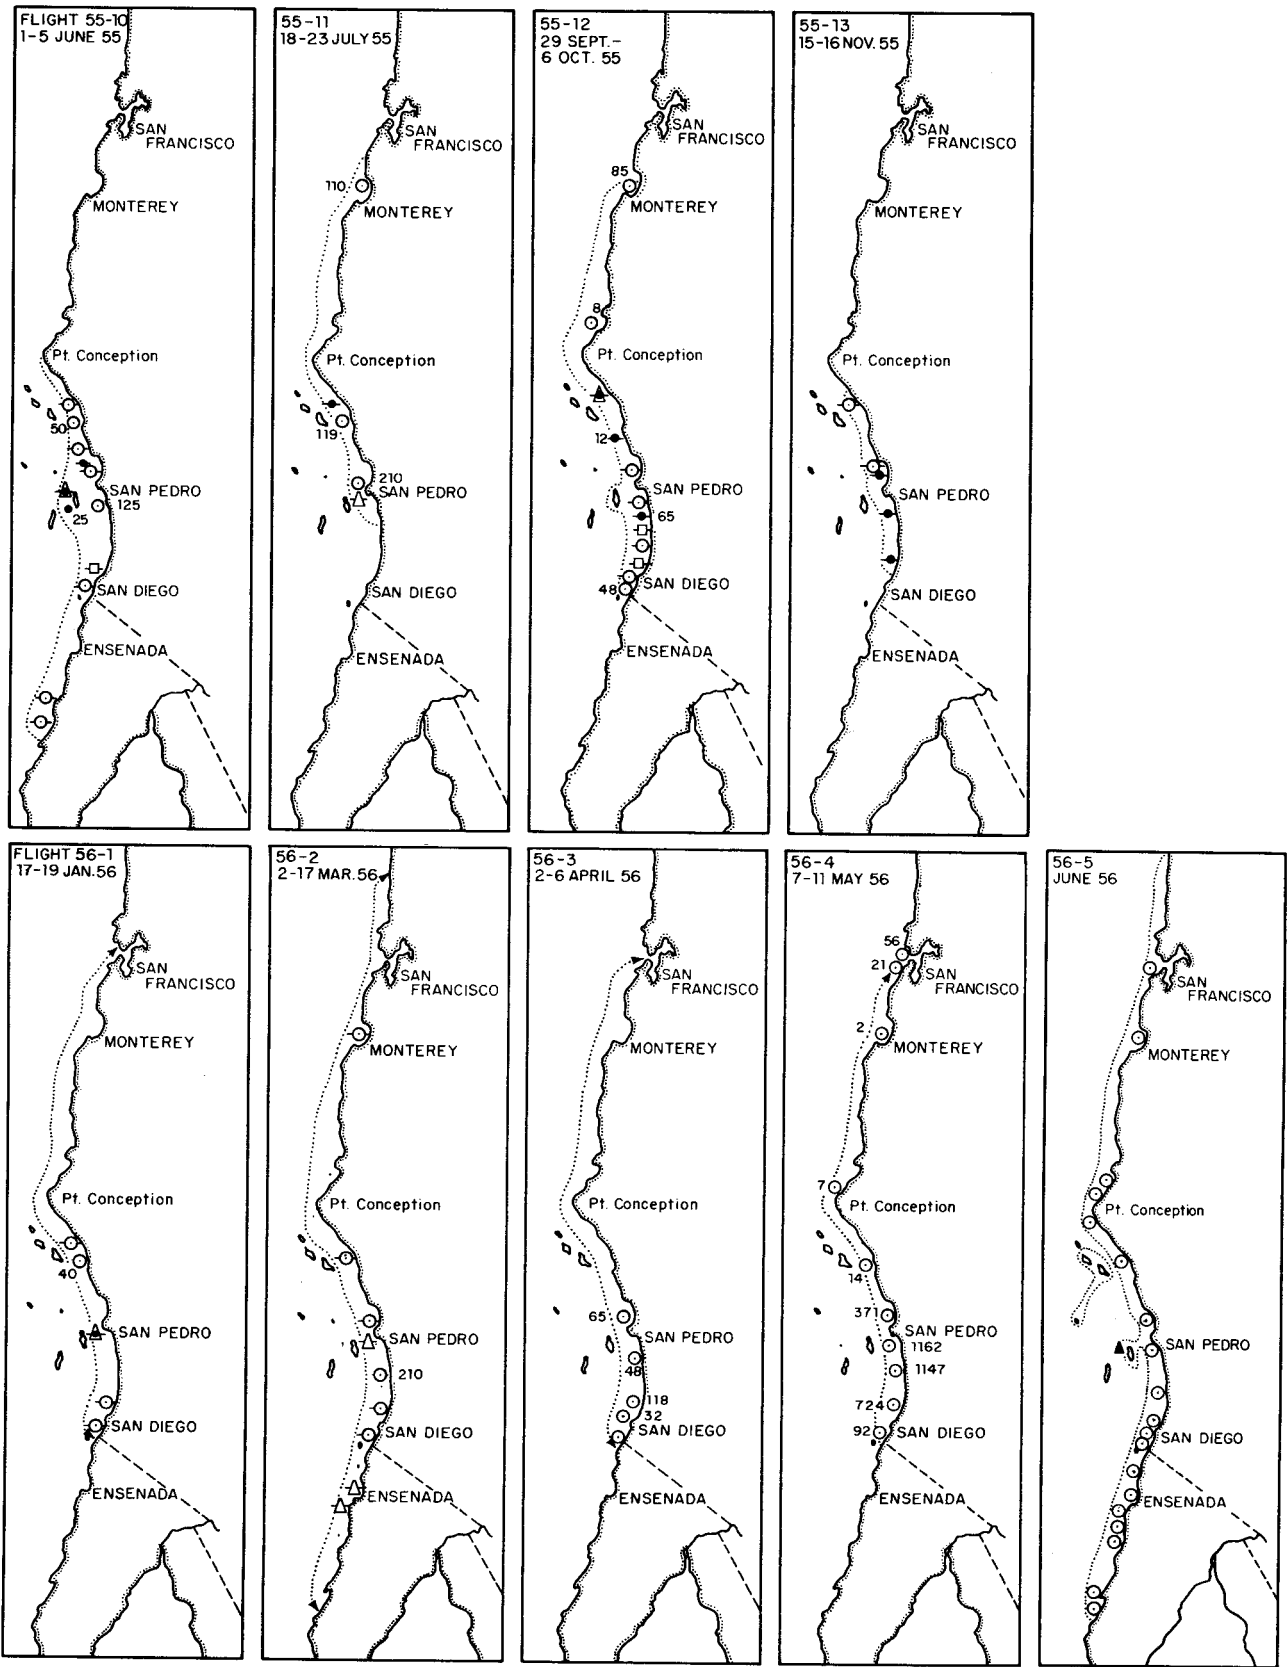 FLIGHT 55-10
1-5 JUNE 55
SAN
FRANCISCO
MONTEREY
Pt. Conception
50
SAN PEDRO
125
25
SAN DIEGO
ENSENADA
55-11
18-23 JULY 55
SAN
FRANCISCO
110
MONTEREY
Pt. Conception
119
210
SAN PEDRO
SAN DIEGO
ENSENADA
55-12
29 SEPT.-
6 OCT. 55
SAN
FRANCISCO
85
MONTEREY
8
Pt. Conception
12
SAN PEDRO
65
SAN DIEGO
48
ENSENADA
55-13
15-16 NOV. 55
SAN
FRANCISCO
MONTEREY
Pt. Conception
SAN PEDRO
SAN DIEGO
ENSENADA
FLIGHT 56-1
17-19 JAN. 56
SAN
FRANCISCO
MONTEREY
Pt. Conception
40
SAN PEDRO
SAN DIEGO
ENSENADA
56-2
2-17 MAR. 56
SAN
FRANCISCO
MONTEREY
Pt. Conception
SAN PEDRO
210
SAN DIEGO
ENSENADA
56-3
2-6 APRIL 56
SAN
FRANCISCO
MONTEREY
Pt. Conception
65
SAN PEDRO
48
118
32
SAN DIEGO
ENSENADA
56-4
7-11 MAY 56
56
21
SAN
FRANCISCO
2
MONTEREY
7
Pt. Conception
14
371
SAN PEDRO
1162
1147
724
92
SAN DIEGO
ENSENADA
56-5
JUNE 56
SAN
FRANCISCO
MONTEREY
Pt. Conception
SAN PEDRO
SAN DIEGO
ENSENADA